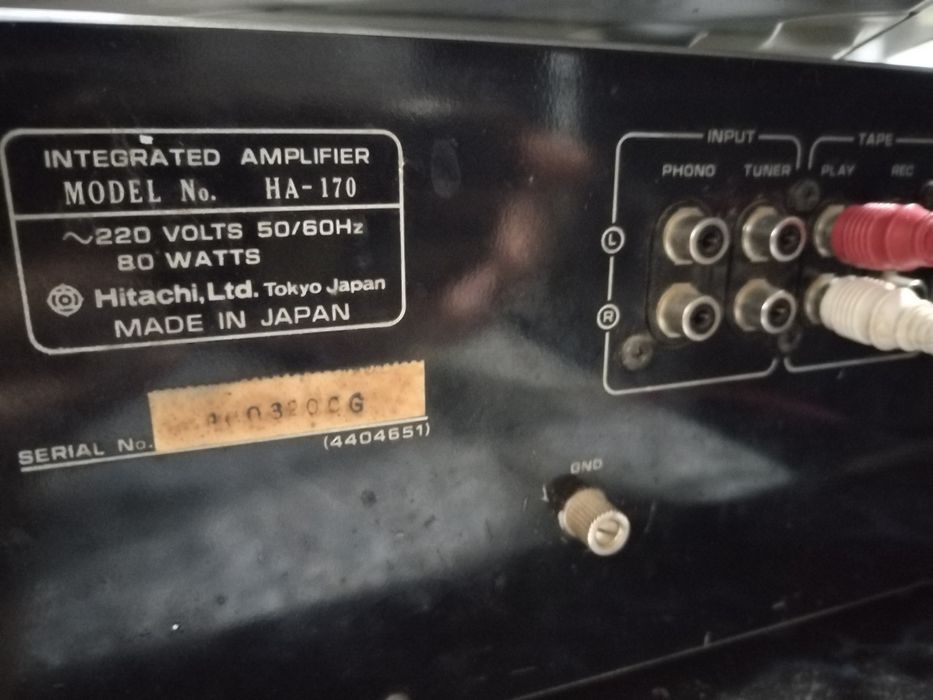 INTEGRATED AMPLIFIER
MODEL No. HA-170
~220 VOLTS 50/60Hz
80 WATTS
Hitachi, Ltd. Tokyo Japan
MADE IN JAPAN
SERIAL No.
(4404651)
INPUT
PHONO TUNER
TAPE
PLAY REC
L
R
GND